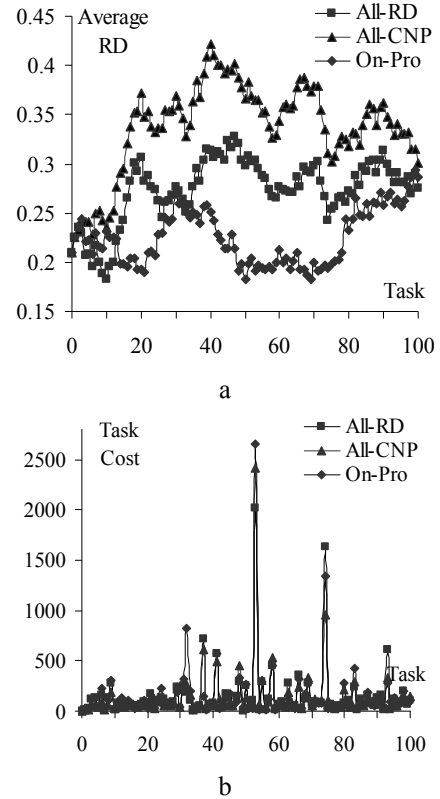 0.45
Average
RD
All-RD
All-CNP
On-Pro
0.4
0.35
0.3
0.25
0.2
0.15
Task
0 20 40 60 80 100
a
Task
Cost
All-RD
All-CNP
On-Pro
2500
2000
1500
1000
500
0
Task
0 20 40 60 80 100
b